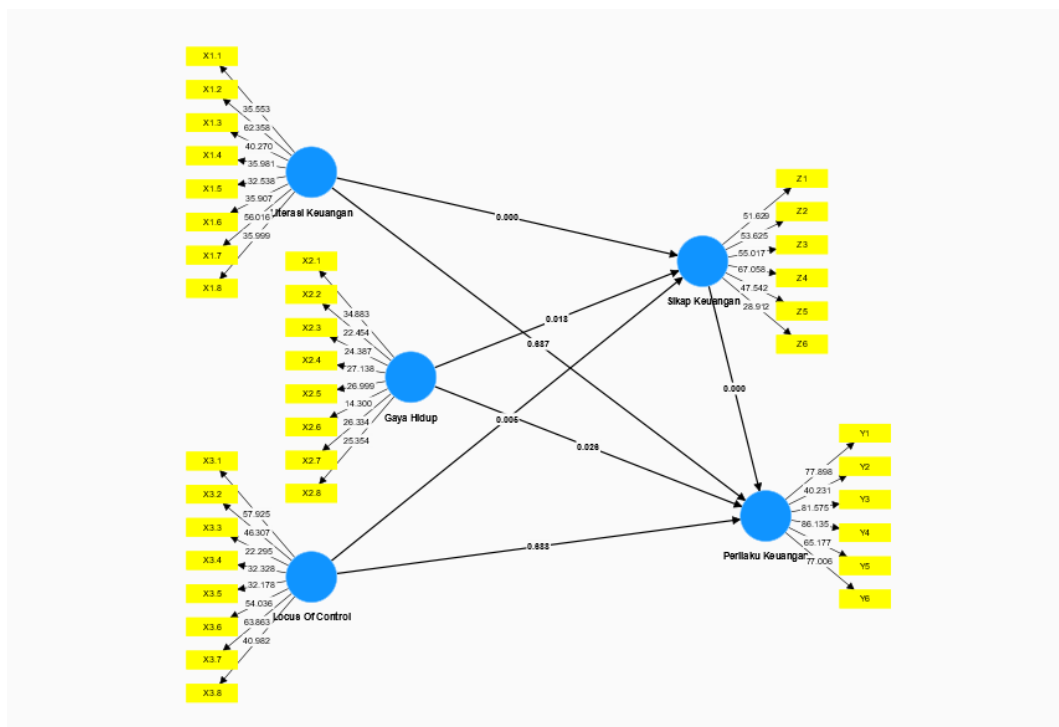 X1.1
X1.2
X1.3
X1.4
X1.5
X1.6
X1.7
X1.8
35.553
62.358
40.270
35.981
32.538
35.907
56.016
35.999
Literasi Keuangan
X2.1
X2.2
X2.3
X2.4
X2.5
X2.6
X2.7
X2.8
34.883
22.454
24.387
27.138
26.999
14.300
26.334
25.354
Gaya Hidup
X3.1
X3.2
X3.3
X3.4
X3.5
X3.6
X3.7
X3.8
57.925
46.307
22.295
32.328
32.178
54.036
63.863
40.982
Locus Of Control
0.000
0.013
0.687
0.005
0.026
0.688
0.000
Z1
Z2
Z3
Z4
Z5
Z6
51.629
53.625
55.017
67.058
47.542
28.912
Sikap Keuangan
Y1
Y2
Y3
Y4
Y5
Y6
77.898
40.231
81.575
86.135
65.177
77.006
Perilaku Keuangan